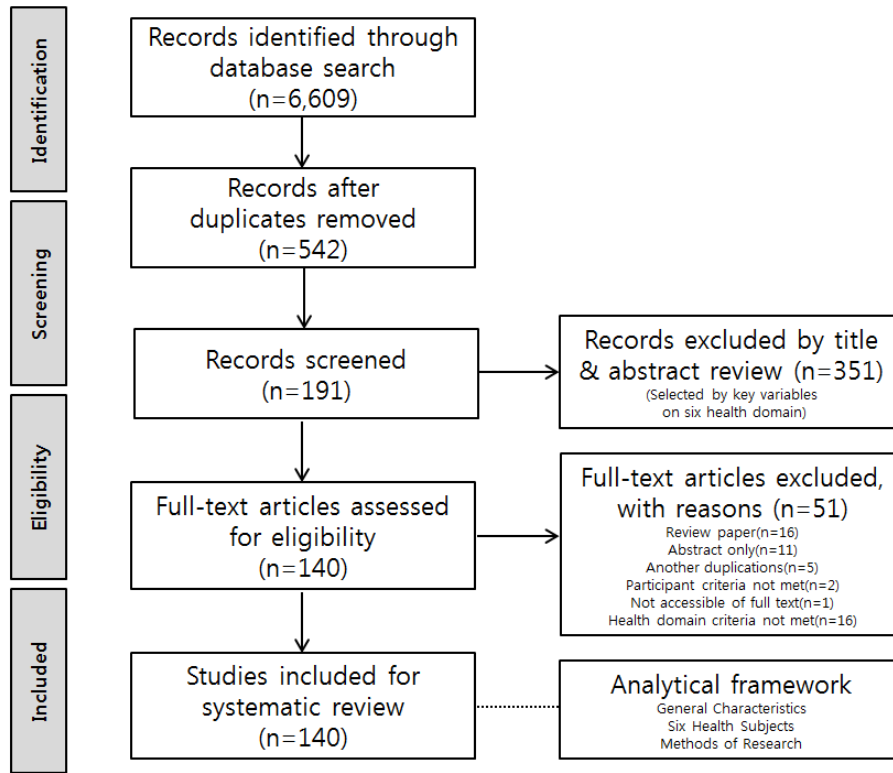 Identification
Records identified through
database search
(n=6,609)
Records after
duplicates removed
(n=542)
Screening
Records screened
(n=191)
Records excluded by title
& abstract review (n=351)
(Selected by key variables
on six health domain)
Eligibility
Full-text articles assessed
for eligibility
(n=140)
Full-text articles excluded,
with reasons (n=51)
Review paper(n=16)
Abstract only(n=11)
Another duplications(n=5)
Participant criteria not met(n=2)
Not accessible of full text(n=1)
Health domain criteria not met(n=16)
Included
Studies included for
systematic review
(n=140)
Analytical framework
General Characteristics
Six Health Subjects
Methods of Research